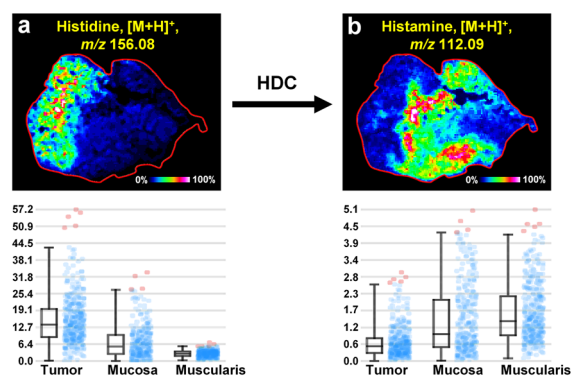 a
Histidine, [M+H]⁺,
m/z 156.08
0% 100%
HDC
b
Histamine, [M+H]⁺,
m/z 112.09
0% 100%
57.2
50.9
44.5
38.1
31.8
25.4
19.1
12.7
6.4
0.0
Tumor Mucosa Muscularis
5.1
4.5
3.9
3.4
2.8
2.3
1.7
1.2
0.6
0.0
Tumor Mucosa Muscularis